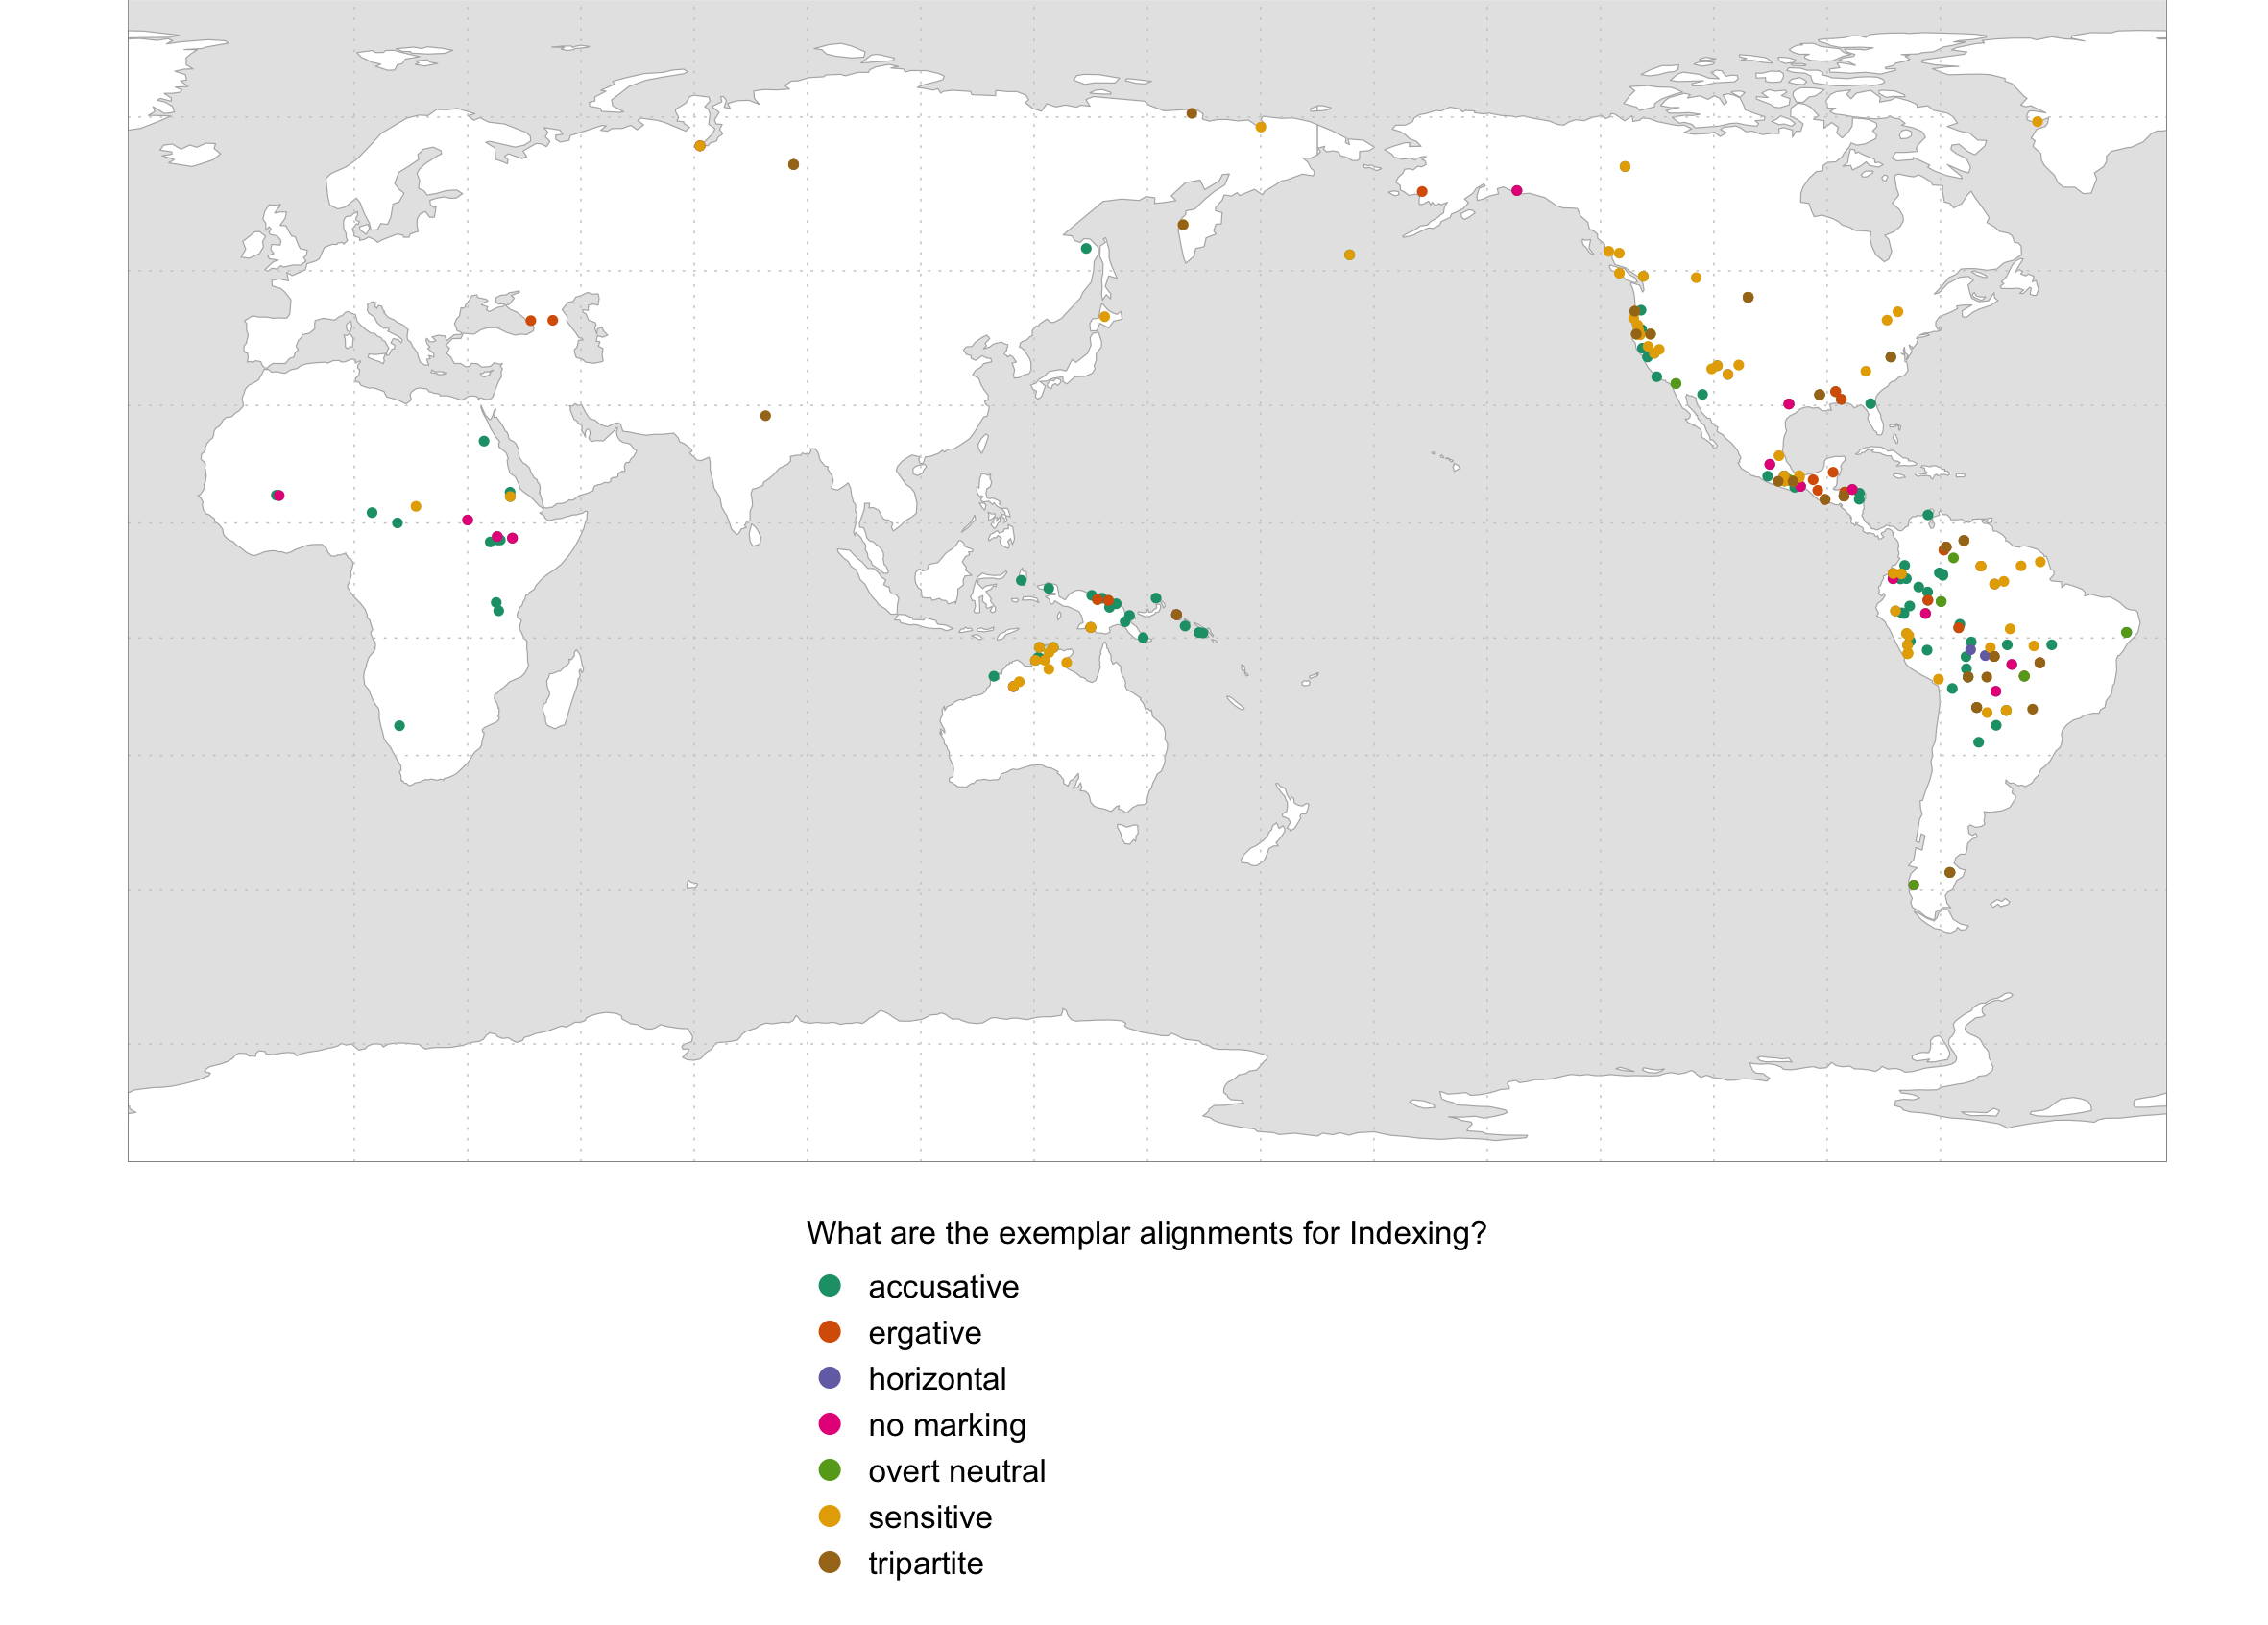 What are the exemplar alignments for Indexing?
accusative
ergative
horizontal
no marking
overt neutral
sensitive
tripartite